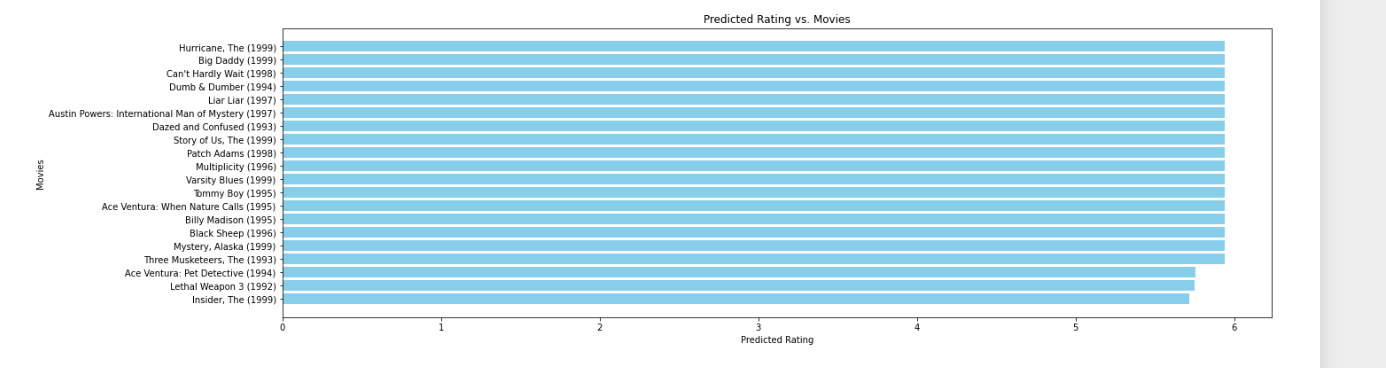 Predicted Rating vs. Movies
Hurricane, The (1999)
Big Daddy (1999)
Can't Hardly Wait (1998)
Dumb & Dumber (1994)
Liar Liar (1997)
Austin Powers: International Man of Mystery (1997)
Dazed and Confused (1993)
Story of Us, The (1999)
Patch Adams (1998)
Multiplicity (1996)
Varsity Blues (1999)
Tommy Boy (1995)
Ace Ventura: When Nature Calls (1995)
Billy Madison (1995)
Black Sheep (1996)
Mystery, Alaska (1999)
Three Musketeers, The (1993)
Ace Ventura: Pet Detective (1994)
Lethal Weapon 3 (1992)
Insider, The (1999)
Movies
0 1 2 3 4 5 6
Predicted Rating